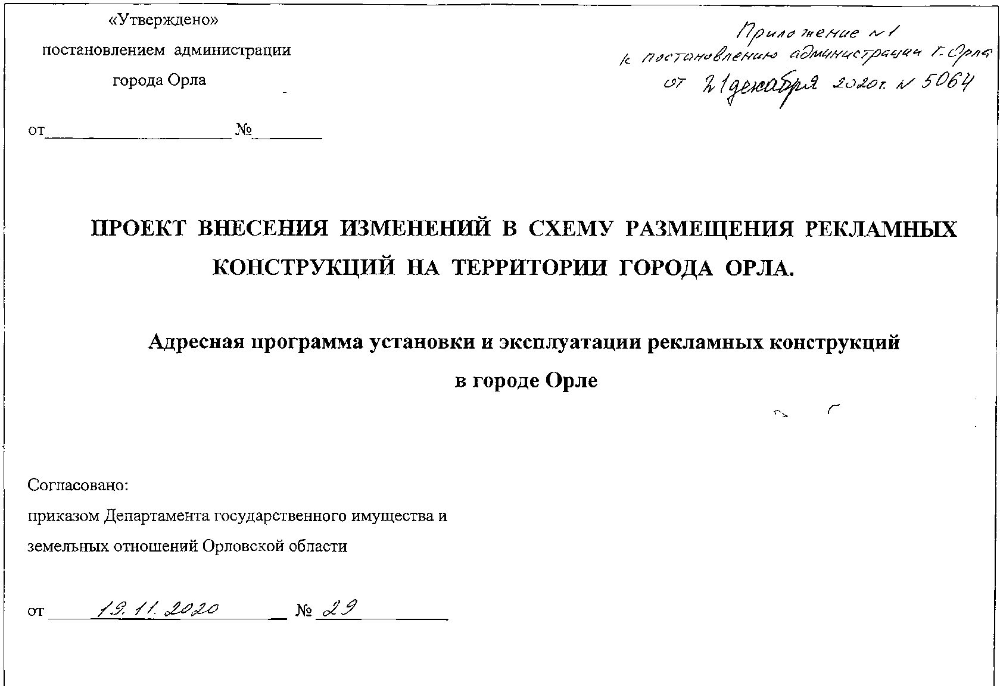 «Утверждено»
постановлением администрации
города Орла
от № 
Приложение №1
к постановлению администрации г. Орла
от 21 декабря 2020г. № 5064
ПРОЕКТ ВНЕСЕНИЯ ИЗМЕНЕНИЙ В СХЕМУ РАЗМЕЩЕНИЯ РЕКЛАМНЫХ
КОНСТРУКЦИЙ НА ТЕРРИТОРИИ ГОРОДА ОРЛА.
Адресная программа установки и эксплуатации рекламных конструкций
в городе Орле
Согласовано:
приказом Департамента государственного имущества и
земельных отношений Орловской области
от 19.11.2020 № 29